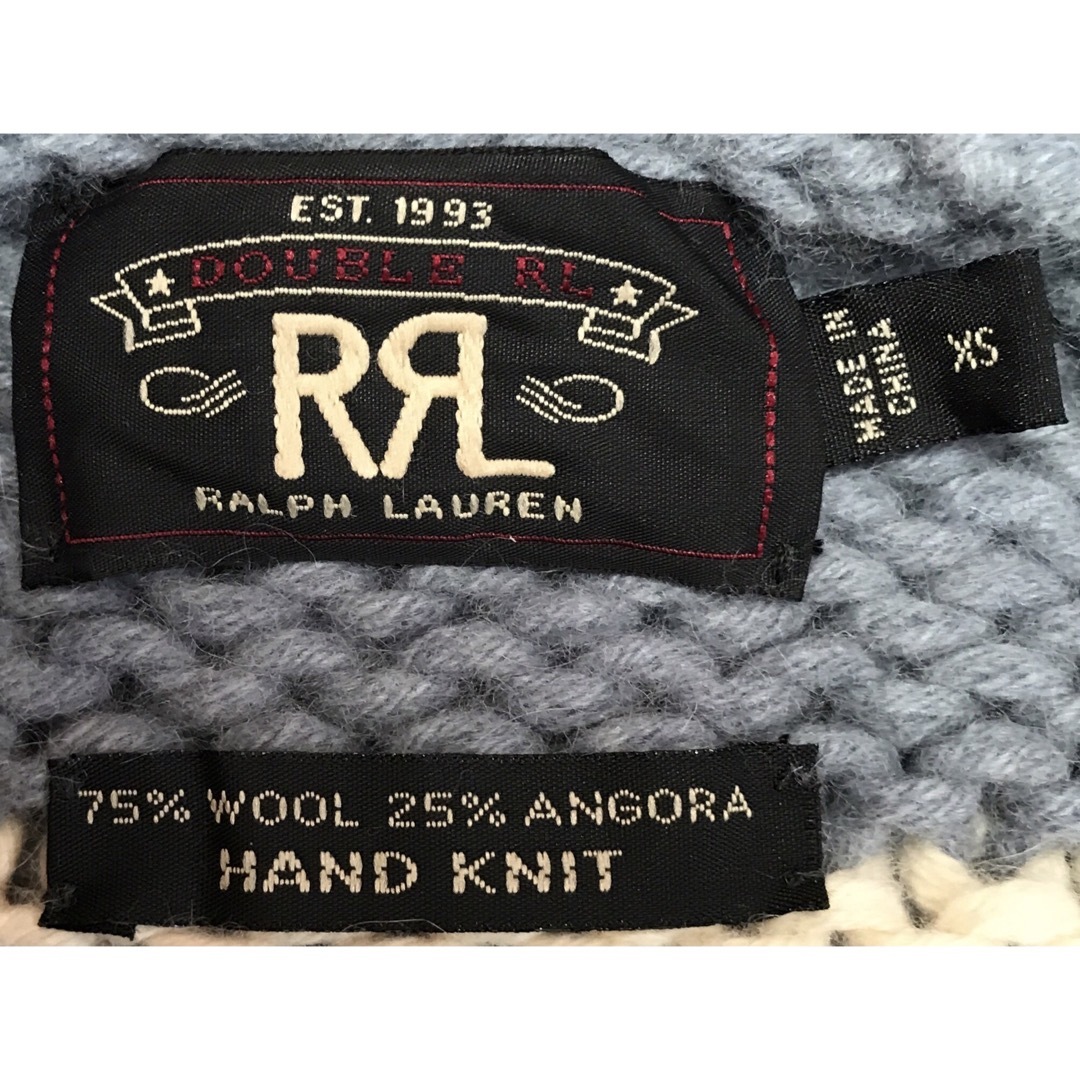 EST. 1993
DOUBLE RL
RRL
RALPH LAUREN
MADE IN
CHINA
XS
75% WOOL 25% ANGORA
HAND KNIT